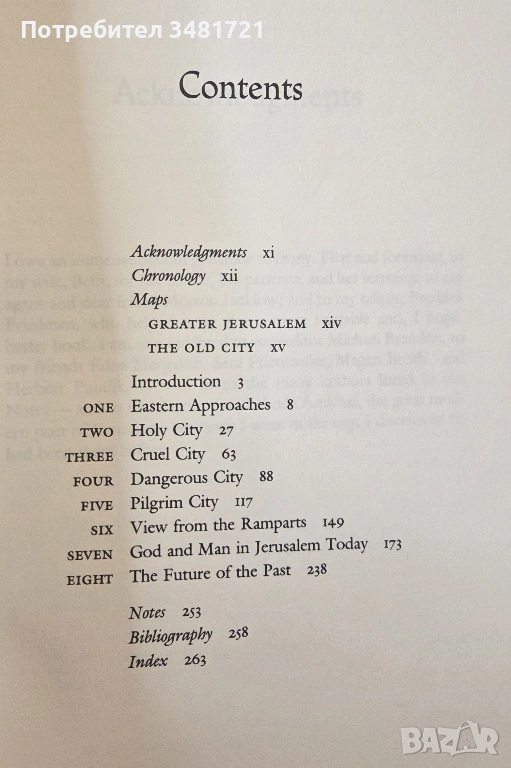 Потребител 3481721
Contents
Acknowledgments xi
Chronology xii
Maps
GREATER JERUSALEM xiv
THE OLD CITY xv
Introduction 3
ONE Eastern Approaches 8
TWO Holy City 27
THREE Cruel City 63
FOUR Dangerous City 88
FIVE Pilgrim City 117
SIX View from the Ramparts 149
SEVEN God and Man in Jerusalem Today 173
EIGHT The Future of the Past 238
Notes 253
Bibliography 258
Index 263
BAZAR